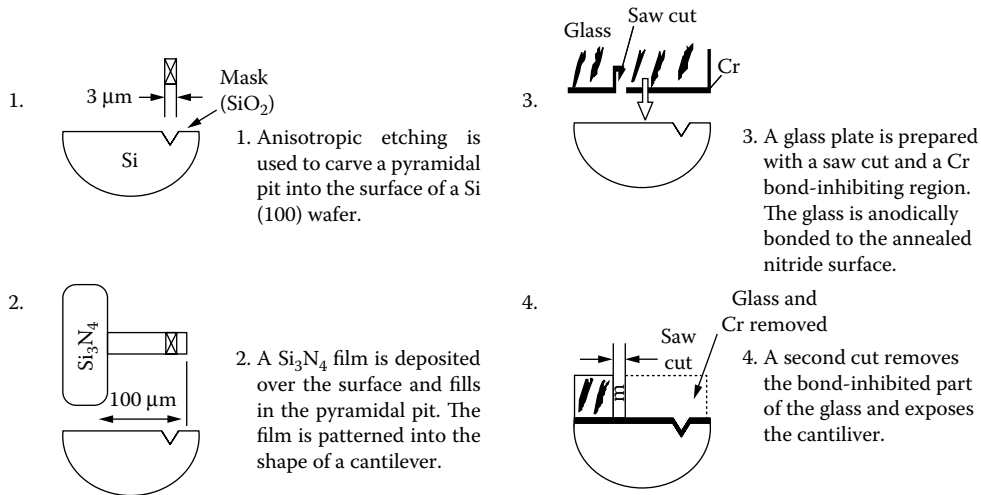 1.
3 μm
Mask
(SiO2)
Si
1. Anisotropic etching is
used to carve a pyramidal
pit into the surface of a Si
(100) wafer.
2.
Si3N4
100 μm
2. A Si3N4 film is deposited
over the surface and fills
in the pyramidal pit. The
film is patterned into the
shape of a cantilever.
3.
Glass
Saw cut
Cr
3. A glass plate is prepared
with a saw cut and a Cr
bond-inhibiting region.
The glass is anodically
bonded to the annealed
nitride surface.
4.
Glass and
Cr removed
Saw
cut
m
4. A second cut removes
the bond-inhibited part
of the glass and exposes
the cantiliver.